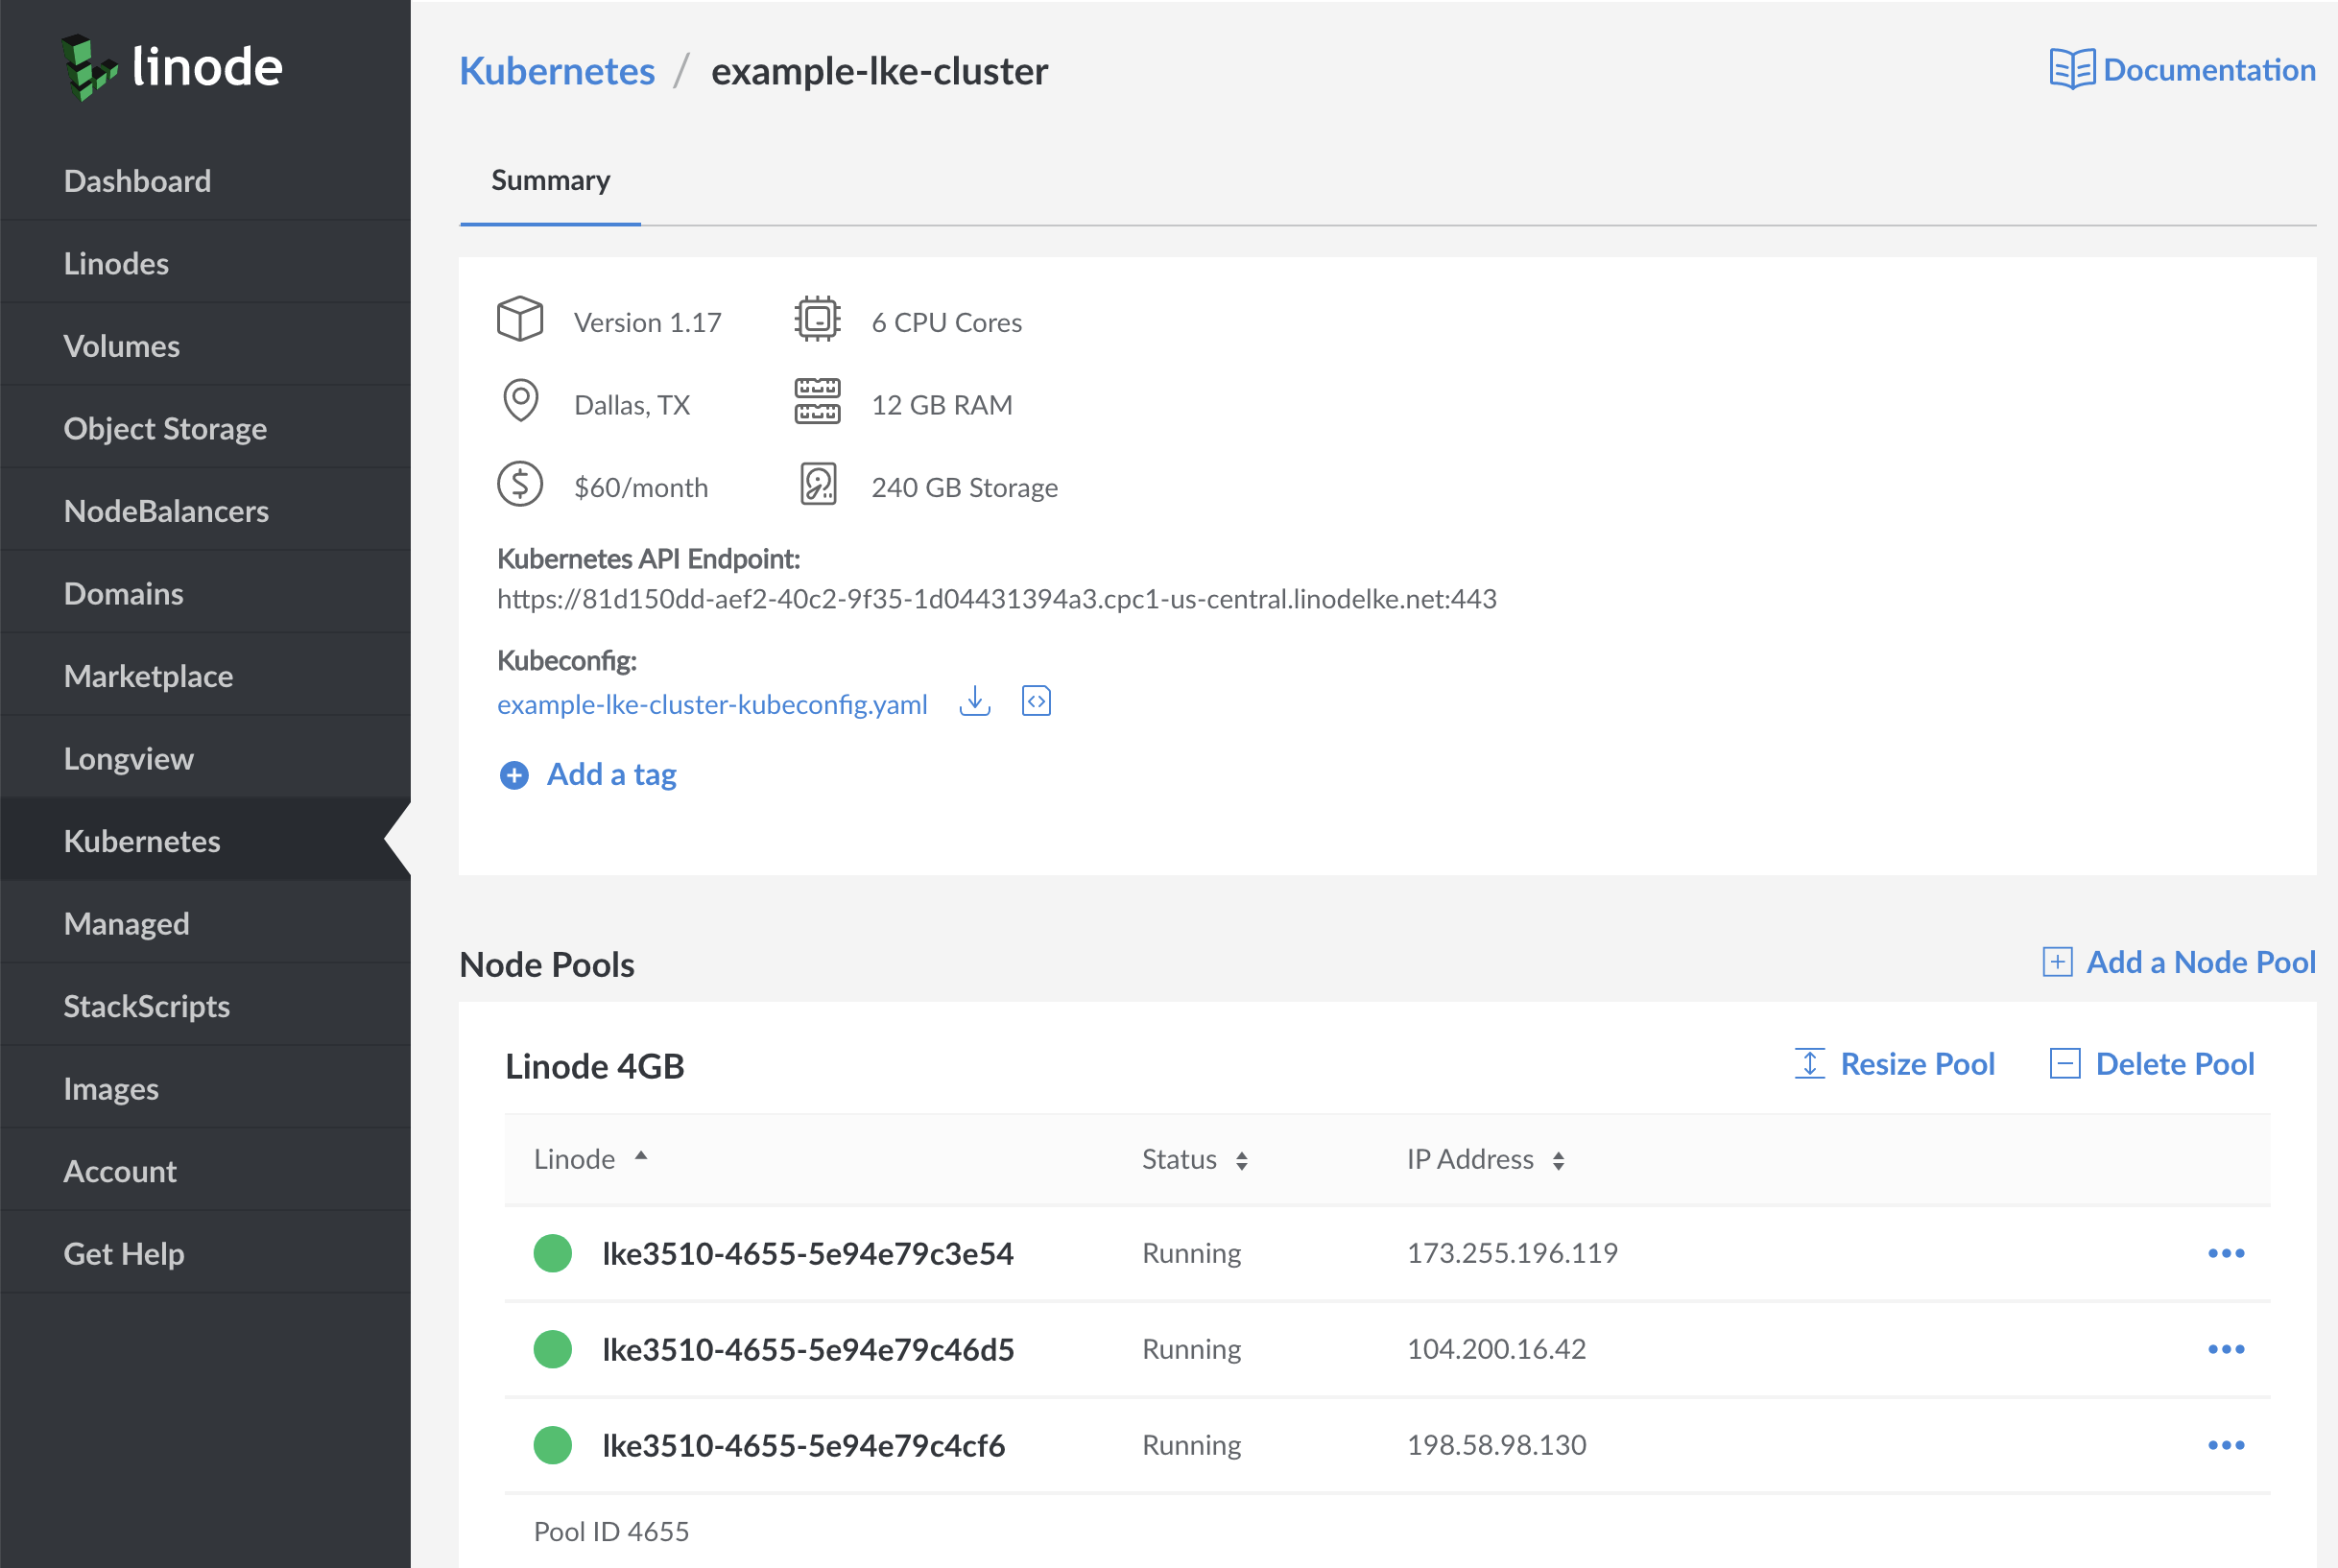 linode
Dashboard
Linodes
Volumes
Object Storage
NodeBalancers
Domains
Marketplace
Longview
Kubernetes
Managed
StackScripts
Images
Account
Get Help
Kubernetes / example-lke-cluster
Documentation
Summary
Version 1.17
6 CPU Cores
Dallas, TX
12 GB RAM
$60/month
240 GB Storage
Kubernetes API Endpoint:
https://81d150dd-aef2-40c2-9f35-1d04431394a3.cpc1-us-central.linodelke.net:443
Kubeconfig:
example-lke-cluster-kubeconfig.yaml
Add a tag
Node Pools
Add a Node Pool
Linode 4GB
Resize Pool
Delete Pool
Linode Status IP Address
lke3510-4655-5e94e79c3e54 Running 173.255.196.119
lke3510-4655-5e94e79c46d5 Running 104.200.16.42
lke3510-4655-5e94e79c4cf6 Running 198.58.98.130
Pool ID 4655